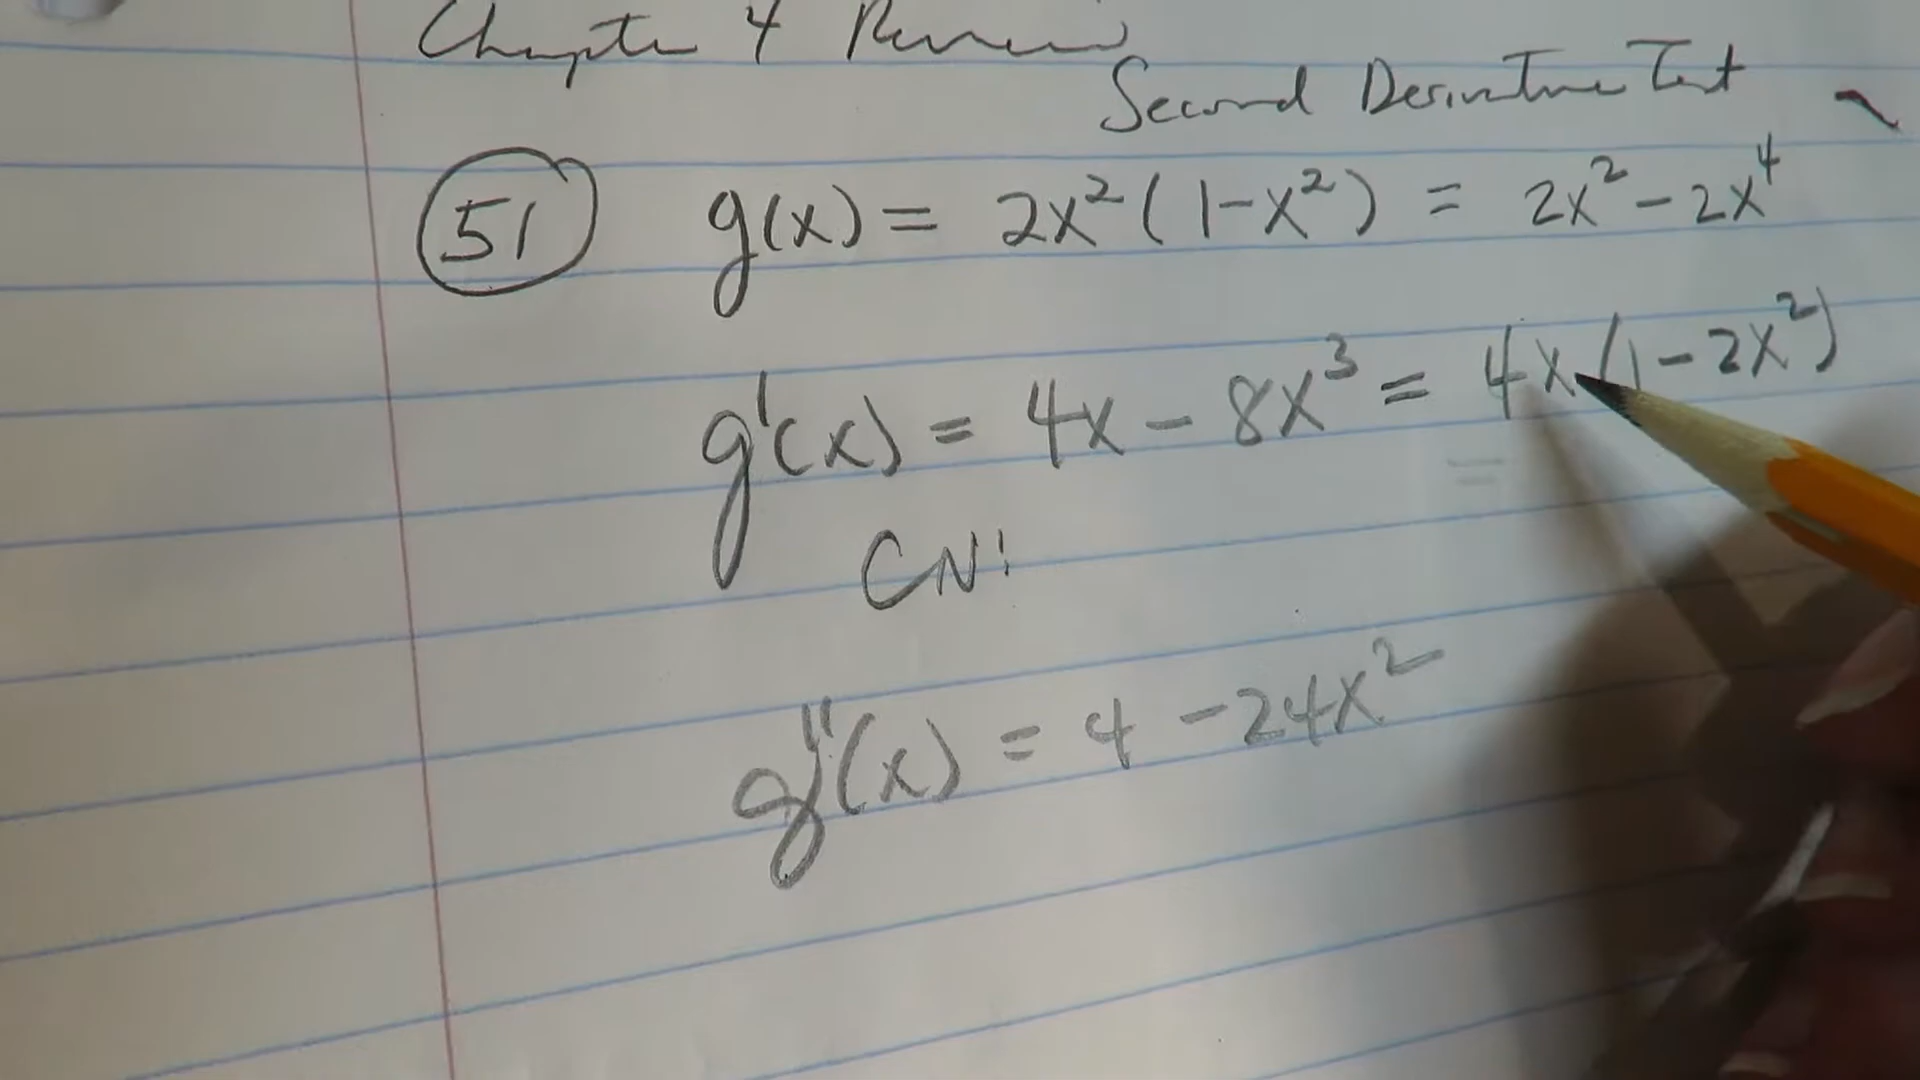 Chapter 4 Review
Second Derivative Test
51 g(x) = 2x²(1-x²) = 2x² - 2x⁴
g'(x) = 4x - 8x³ = 4x(1-2x²)
CN:
g''(x) = 4 - 24x²